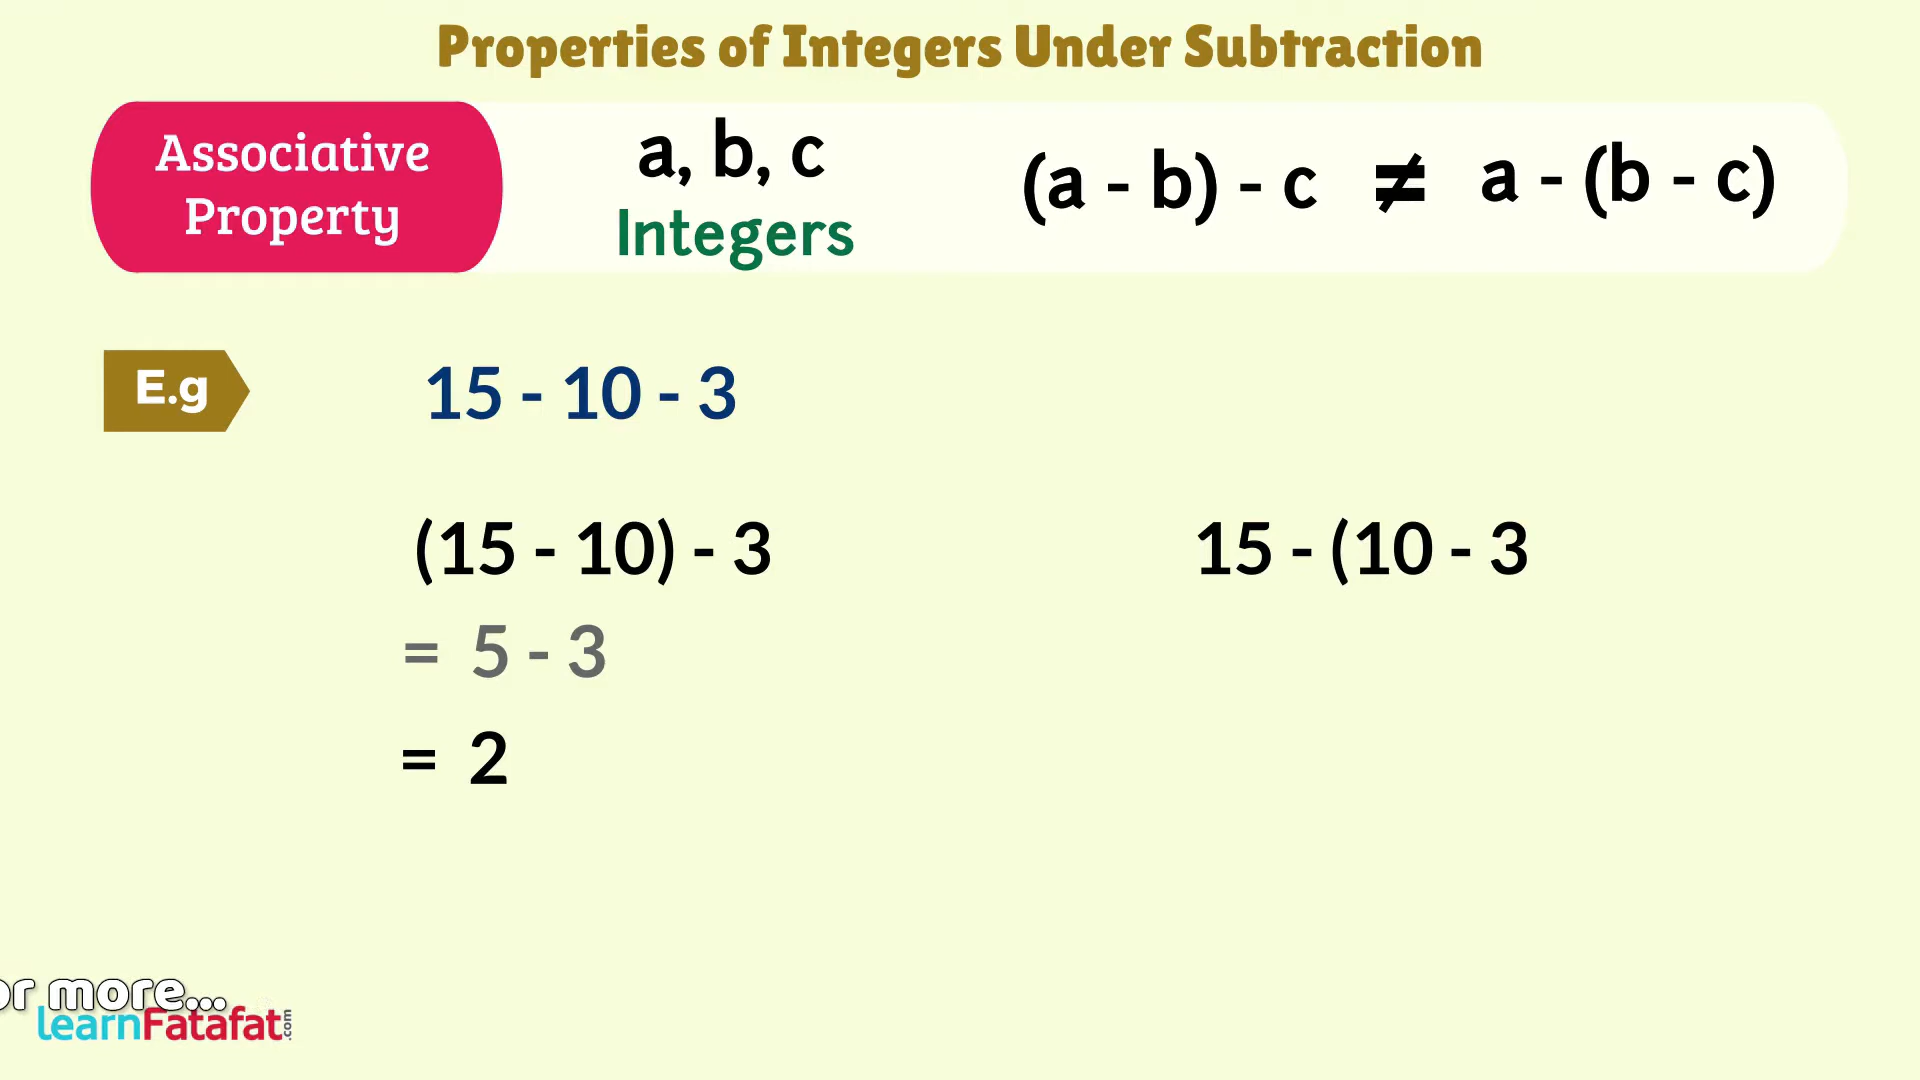 Properties of Integers Under Subtraction
Associative
Property
a, b, c
Integers
(a - b) - c ≠ a - (b - c)
E.g
15 - 10 - 3
(15 - 10) - 3
= 5 - 3
= 2
15 - (10 - 3
or more...
learnFatafat.com